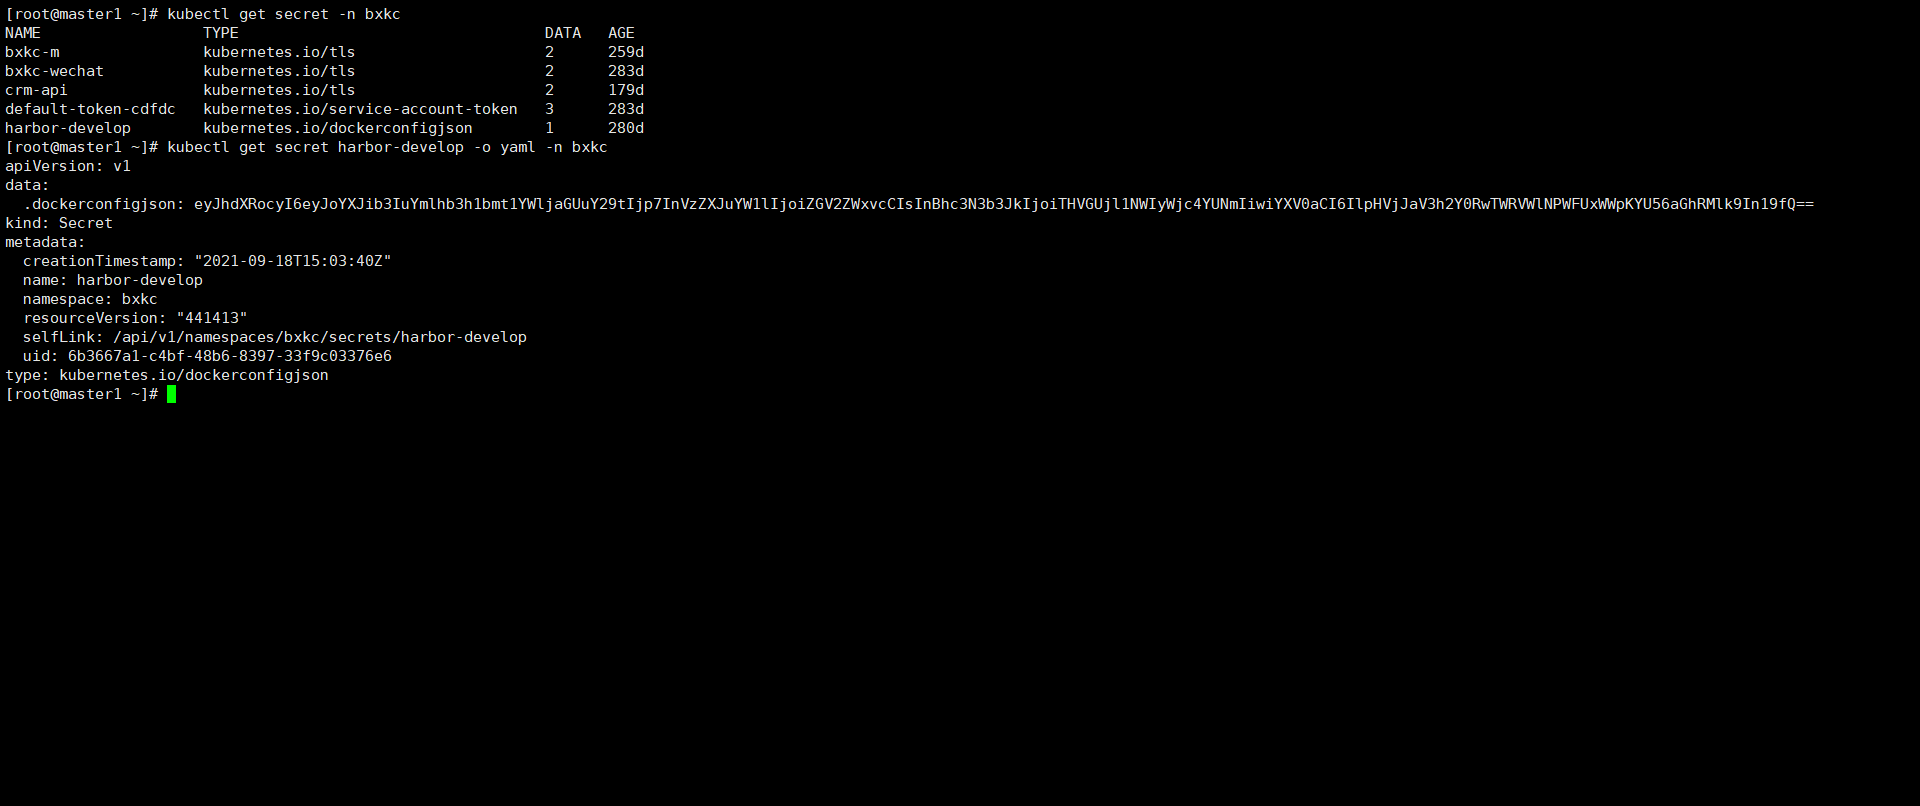 [root@master1 ~]# kubectl get secret -n bxkc
NAME                  TYPE                                  DATA   AGE
bxkc-m                kubernetes.io/tls                     2      259d
bxkc-wechat           kubernetes.io/tls                     2      283d
crm-api               kubernetes.io/tls                     2      179d
default-token-cdfdc   kubernetes.io/service-account-token   3      283d
harbor-develop        kubernetes.io/dockerconfigjson        1      280d
[root@master1 ~]# kubectl get secret harbor-develop -o yaml -n bxkc
apiVersion: v1
data:
  .dockerconfigjson: eyJhdXRocyI6eyJoYXJib3IuYmlhb3h1bmt1YWljaGUuY29tIjp7InVzZXJuYW1lIjoiZGV2ZWxvcCIsInBhc3N3b3JkIjoiTHVGUjl1NWIyWjc4YUNmIiwiYXV0aCI6IlpHVjJaV3h2Y0RwTWRVWlNPWFUxWWpKYU56aGhRMlk9In19fQ==
kind: Secret
metadata:
  creationTimestamp: "2021-09-18T15:03:40Z"
  name: harbor-develop
  namespace: bxkc
  resourceVersion: "441413"
  selfLink: /api/v1/namespaces/bxkc/secrets/harbor-develop
  uid: 6b3667a1-c4bf-48b6-8397-33f9c03376e6
type: kubernetes.io/dockerconfigjson
[root@master1 ~]#